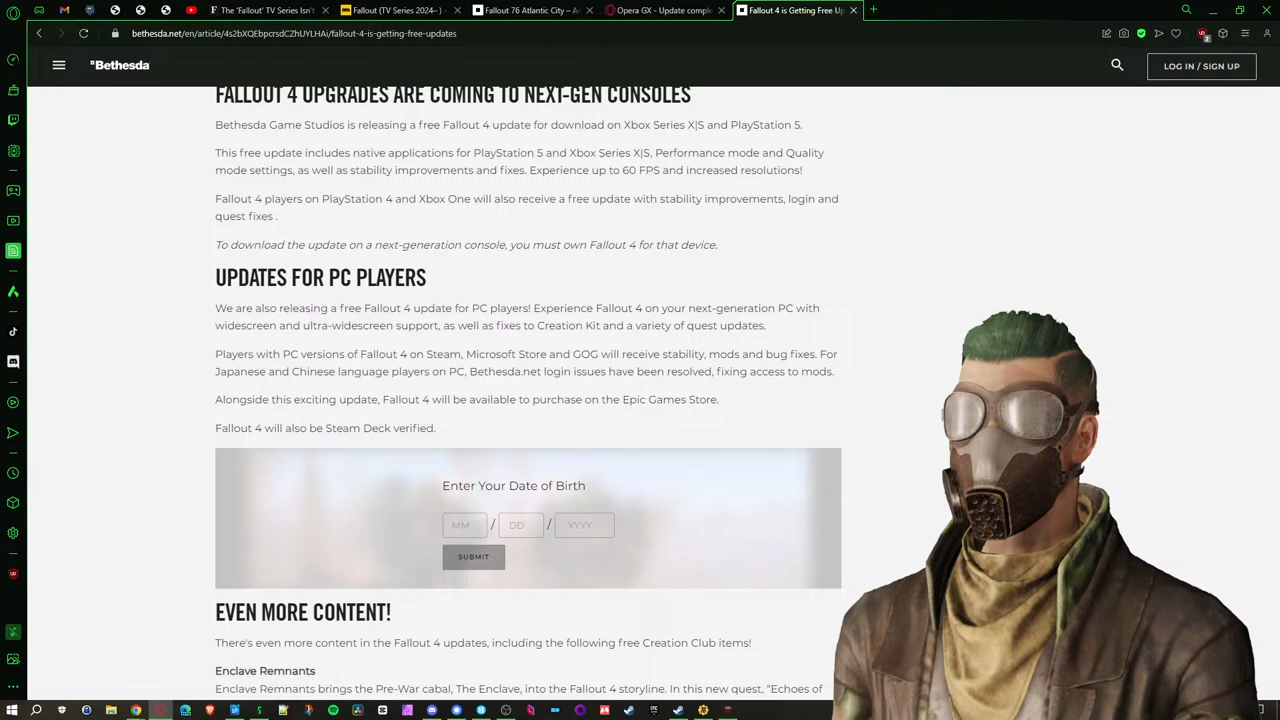 The 'Fallout' TV Series Isn't
Fallout (TV Series 2024– )
Fallout 76 Atlantic City – An
Opera GX - Update comple
Fallout 4 is Getting Free Up
bethesda.net/en/article/4s2bXQEbpcrsdCZhUYLHAi/fallout-4-is-getting-free-updates
2
Bethesda
LOG IN / SIGN UP
FALLOUT 4 UPGRADES ARE COMING TO NEXT-GEN CONSOLES
Bethesda Game Studios is releasing a free Fallout 4 update for download on Xbox Series X|S and PlayStation 5.
This free update includes native applications for PlayStation 5 and Xbox Series X|S, Performance mode and Quality
mode settings, as well as stability improvements and fixes. Experience up to 60 FPS and increased resolutions!
Fallout 4 players on PlayStation 4 and Xbox One will also receive a free update with stability improvements, login and
quest fixes .
To download the update on a next-generation console, you must own Fallout 4 for that device.
UPDATES FOR PC PLAYERS
We are also releasing a free Fallout 4 update for PC players! Experience Fallout 4 on your next-generation PC with
widescreen and ultra-widescreen support, as well as fixes to Creation Kit and a variety of quest updates.
Players with PC versions of Fallout 4 on Steam, Microsoft Store and GOG will receive stability, mods and bug fixes. For
Japanese and Chinese language players on PC, Bethesda.net login issues have been resolved, fixing access to mods.
Alongside this exciting update, Fallout 4 will be available to purchase on the Epic Games Store.
Fallout 4 will also be Steam Deck verified.
Enter Your Date of Birth
MM / DD / YYYY
SUBMIT
EVEN MORE CONTENT!
There's even more content in the Fallout 4 updates, including the following free Creation Club items!
Enclave Remnants
Enclave Remnants brings the Pre-War cabal, The Enclave, into the Fallout 4 storyline. In this new quest, “Echoes of